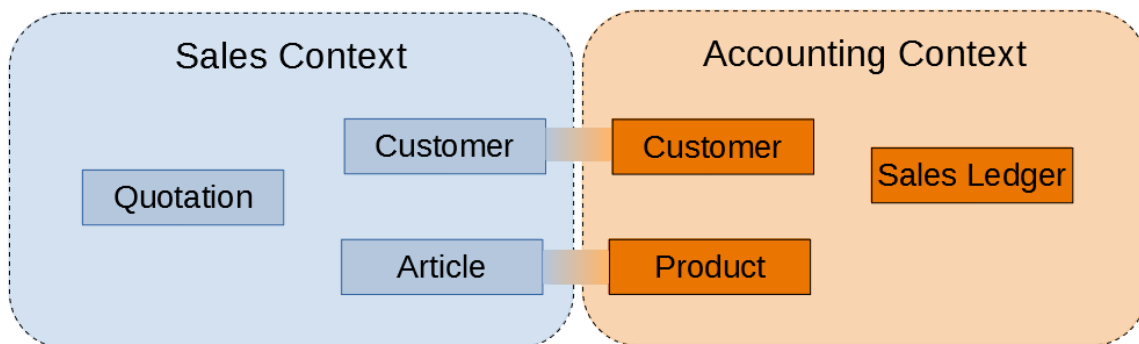 Sales Context
Accounting Context
Customer
Customer
Quotation
Sales Ledger
Article
Product